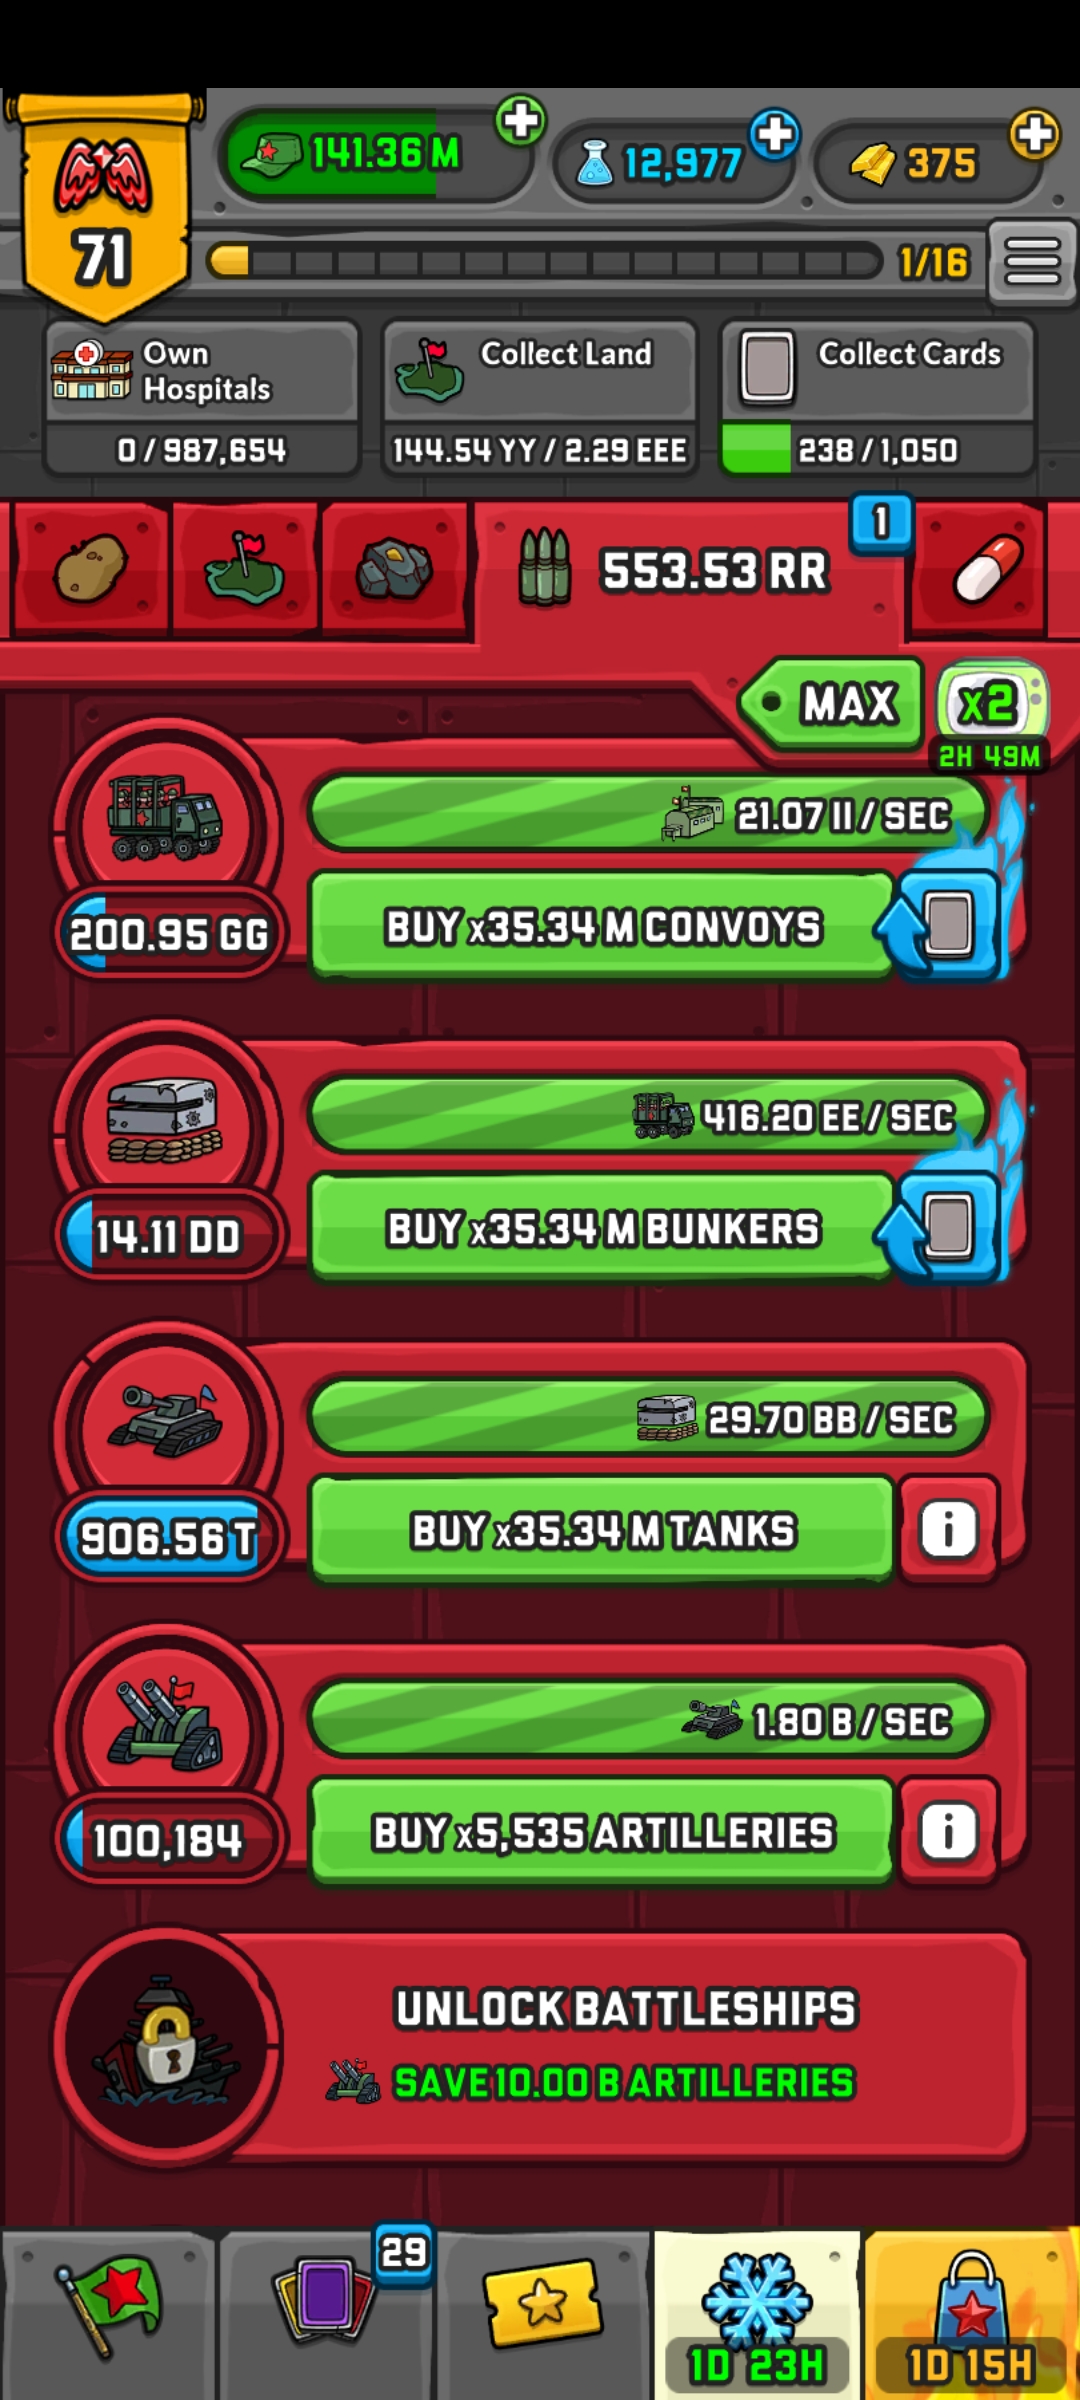 141.36 M
12,977
375
71
1/16
Own
Hospitals
Collect Land
Collect Cards
0 / 987,654
144.54 YY / 2.29 EEE
238 / 1,050
1
553.53 RR
MAX
x2
2H 49M
21.07 II / SEC
200.95 GG
BUY x35.34 M CONVOYS
416.20 EE / SEC
14.11 DD
BUY x35.34 M BUNKERS
29.70 BB / SEC
906.56 T
BUY x35.34 M TANKS
i
1.80 B / SEC
100,184
BUY x5,535 ARTILLERIES
i
UNLOCK BATTLESHIPS
SAVE 10.00 B ARTILLERIES
29
1D 23H
1D 15H